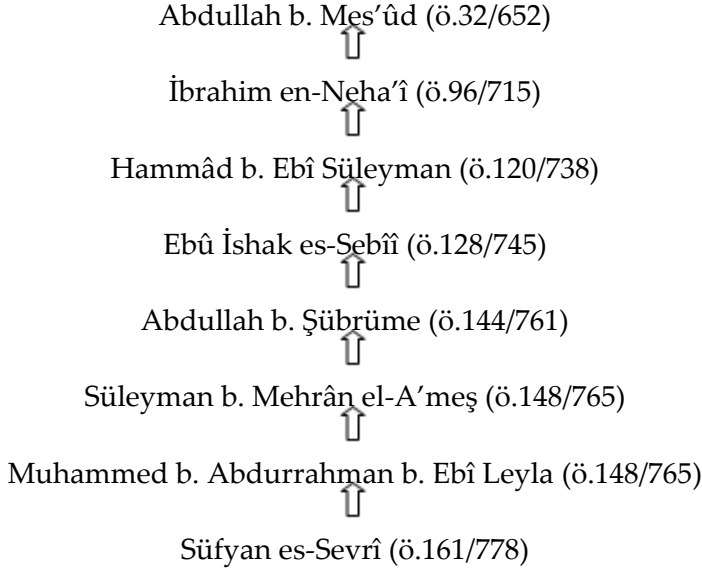 Abdullah b. Mes’ûd (ö.32/652)
İbrahim en-Neha’î (ö.96/715)
Hammâd b. Ebî Süleyman (ö.120/738)
Ebû İshak es-Sebîî (ö.128/745)
Abdullah b. Şübrüme (ö.144/761)
Süleyman b. Mehrân el-A’meş (ö.148/765)
Muhammed b. Abdurrahman b. Ebî Leyla (ö.148/765)
Süfyan es-Sevrî (ö.161/778)